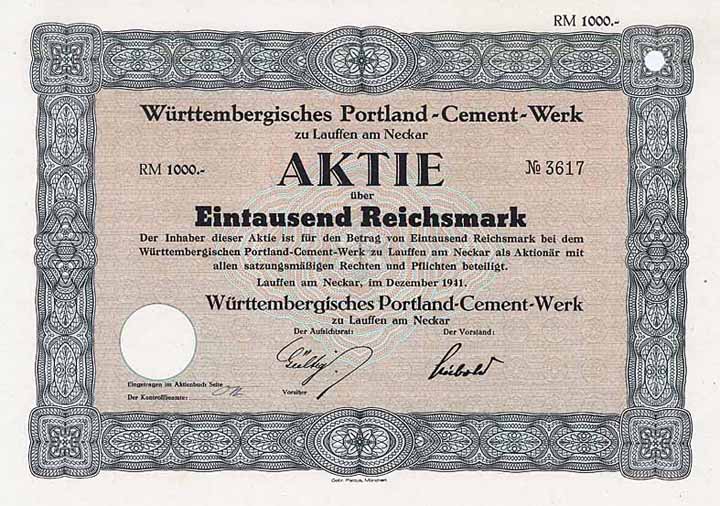 RM 1000.-
Württembergisches Portland-Cement-Werk
zu Lauffen am Neckar
RM 1000.- AKTIE № 3617
über
Eintausend Reichsmark
Der Inhaber dieser Aktie ist für den Betrag von Eintausend Reichsmark bei dem
Württembergischen Portland-Cement-Werk zu Lauffen am Neckar als Aktionär mit
allen satzungsmäßigen Rechten und Pflichten beteiligt.
Lauffen am Neckar, im Dezember 1941.
Württembergisches Portland-Cement-Werk
zu Lauffen am Neckar
Der Aufsichtsrat: Der Vorstand:
Eingetragen im Aktienbuch Seite
Der Kontrollbeamte: Vorsitzer
Gebr. Parcus, München